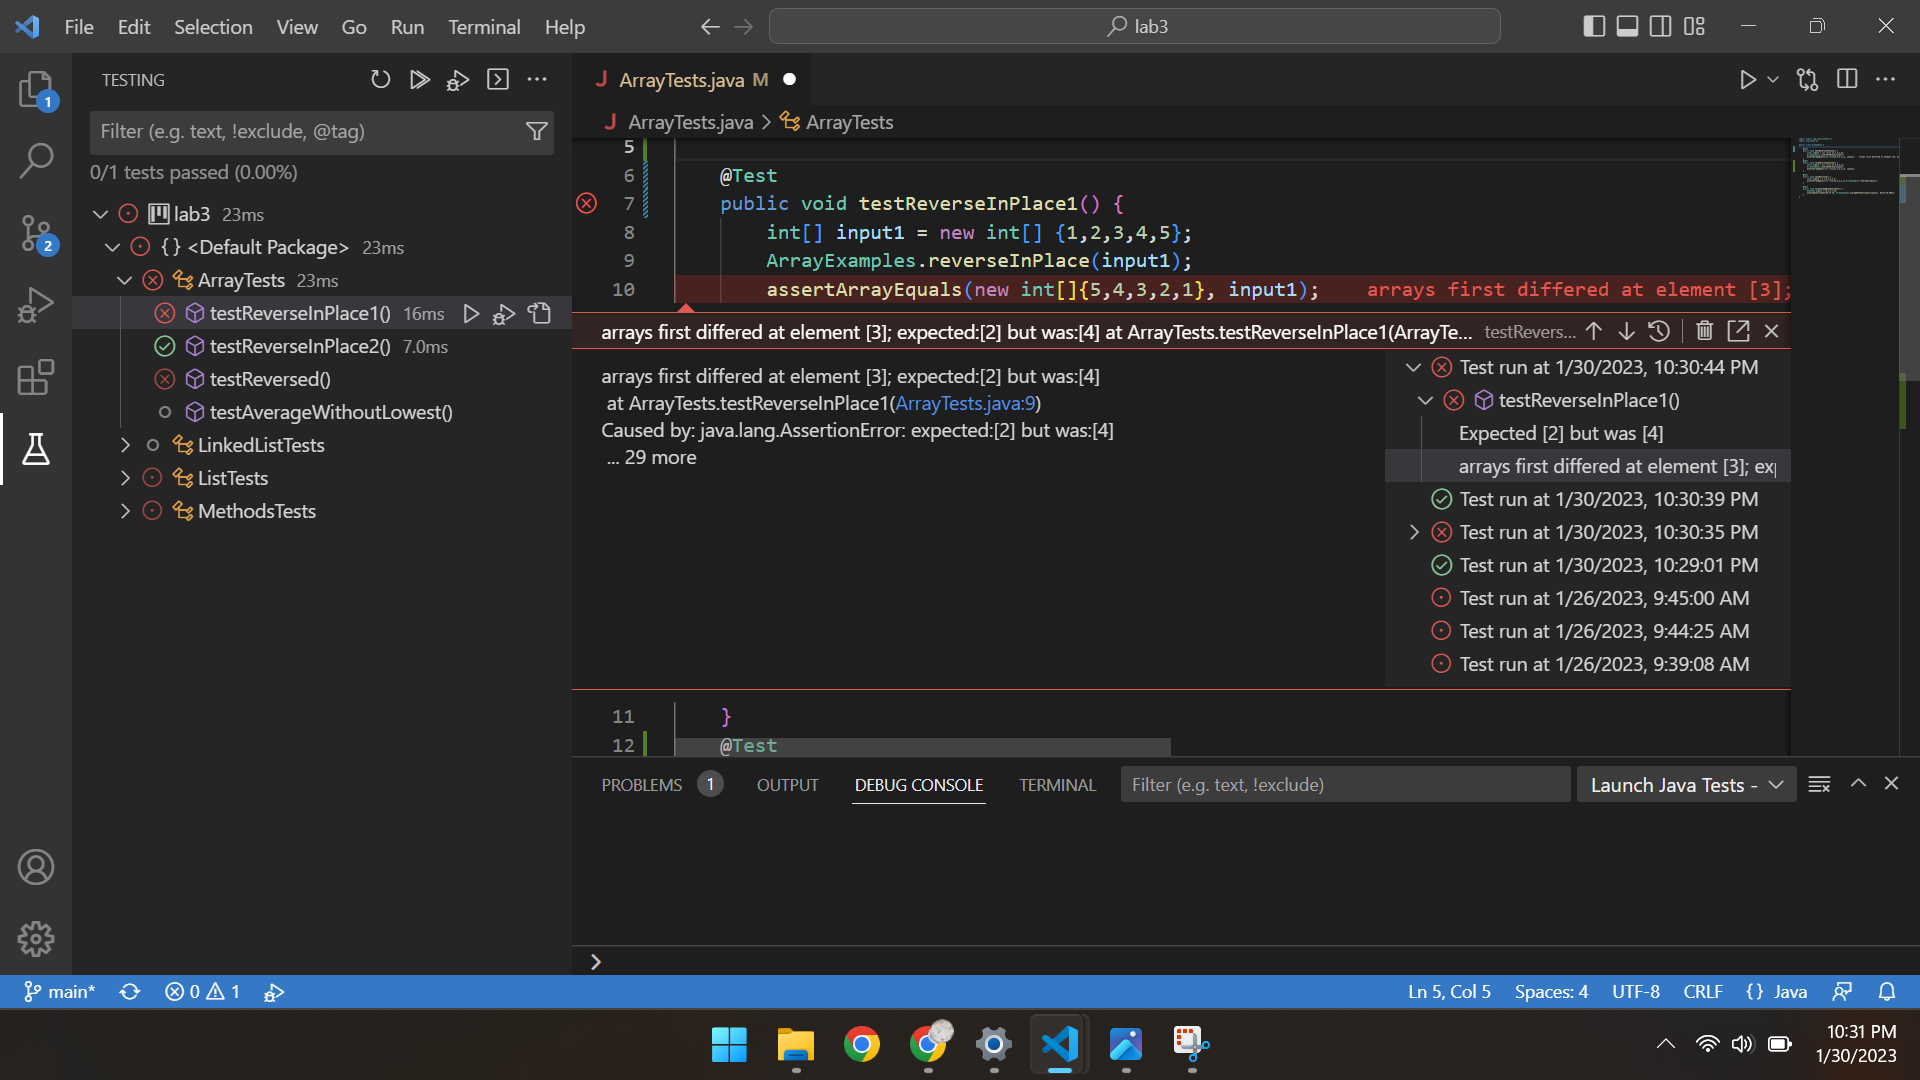 File Edit Selection View Go Run Terminal Help
lab3
TESTING
Filter (e.g. text, !exclude, @tag)
0/1 tests passed (0.00%)
lab3 23ms
{} <Default Package> 23ms
ArrayTests 23ms
testReverseInPlace1() 16ms
testReverseInPlace2() 7.0ms
testReversed()
testAverageWithoutLowest()
LinkedListTests
ListTests
MethodsTests
1
2
J ArrayTests.java M
J ArrayTests.java > ArrayTests
5
6 @Test
7 public void testReverseInPlace1() {
8 int[] input1 = new int[] {1,2,3,4,5};
9 ArrayExamples.reverseInPlace(input1);
10 assertArrayEquals(new int[]{5,4,3,2,1}, input1); arrays first differed at element [3];
arrays first differed at element [3]; expected:[2] but was:[4] at ArrayTests.testReverseInPlace1(ArrayTe... testRevers...
arrays first differed at element [3]; expected:[2] but was:[4]
at ArrayTests.testReverseInPlace1(ArrayTests.java:9)
Caused by: java.lang.AssertionError: expected:[2] but was:[4]
... 29 more
Test run at 1/30/2023, 10:30:44 PM
testReverseInPlace1()
Expected [2] but was [4]
arrays first differed at element [3]; ex
Test run at 1/30/2023, 10:30:39 PM
Test run at 1/30/2023, 10:30:35 PM
Test run at 1/30/2023, 10:29:01 PM
Test run at 1/26/2023, 9:45:00 AM
Test run at 1/26/2023, 9:44:25 AM
Test run at 1/26/2023, 9:39:08 AM
11 }
12 @Test
PROBLEMS 1 OUTPUT DEBUG CONSOLE TERMINAL Filter (e.g. text, !exclude) Launch Java Tests -
main* 0 1 Ln 5, Col 5 Spaces: 4 UTF-8 CRLF {} Java
10:31 PM
1/30/2023